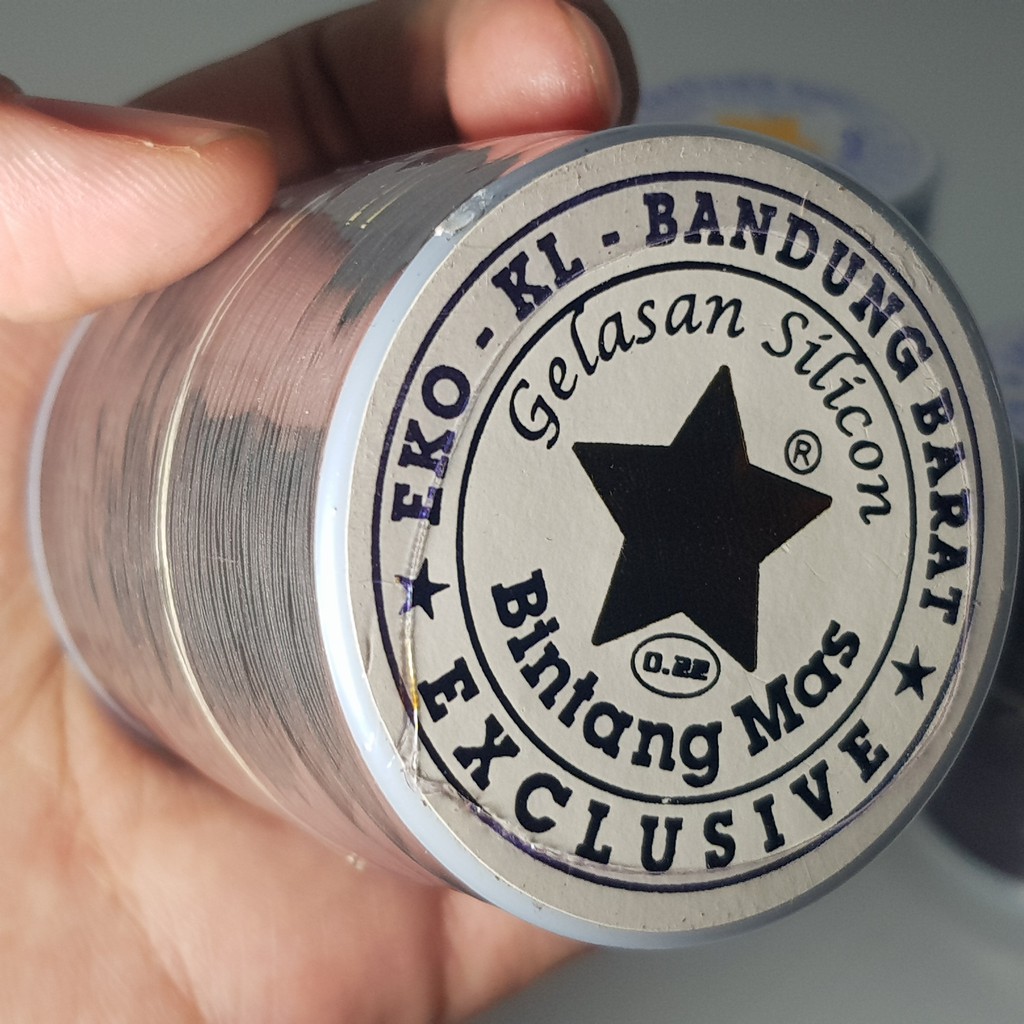 EKO - KL - BANDUNG BARAT
Gelasan Silicon
®
0.22
Bintang Mas
★ EXCLUSIVE ★